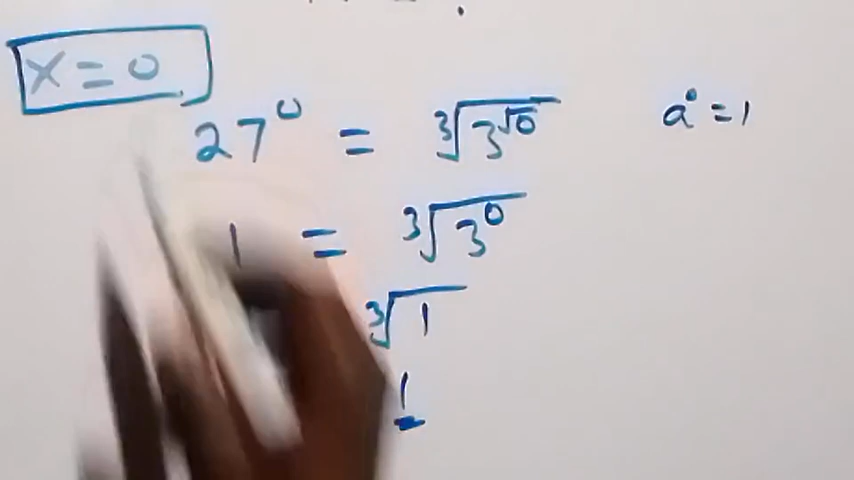 x = 0
27⁰ = ∛(3^√0) a⁰ = 1
1 = ∛(3⁰)
∛1
1